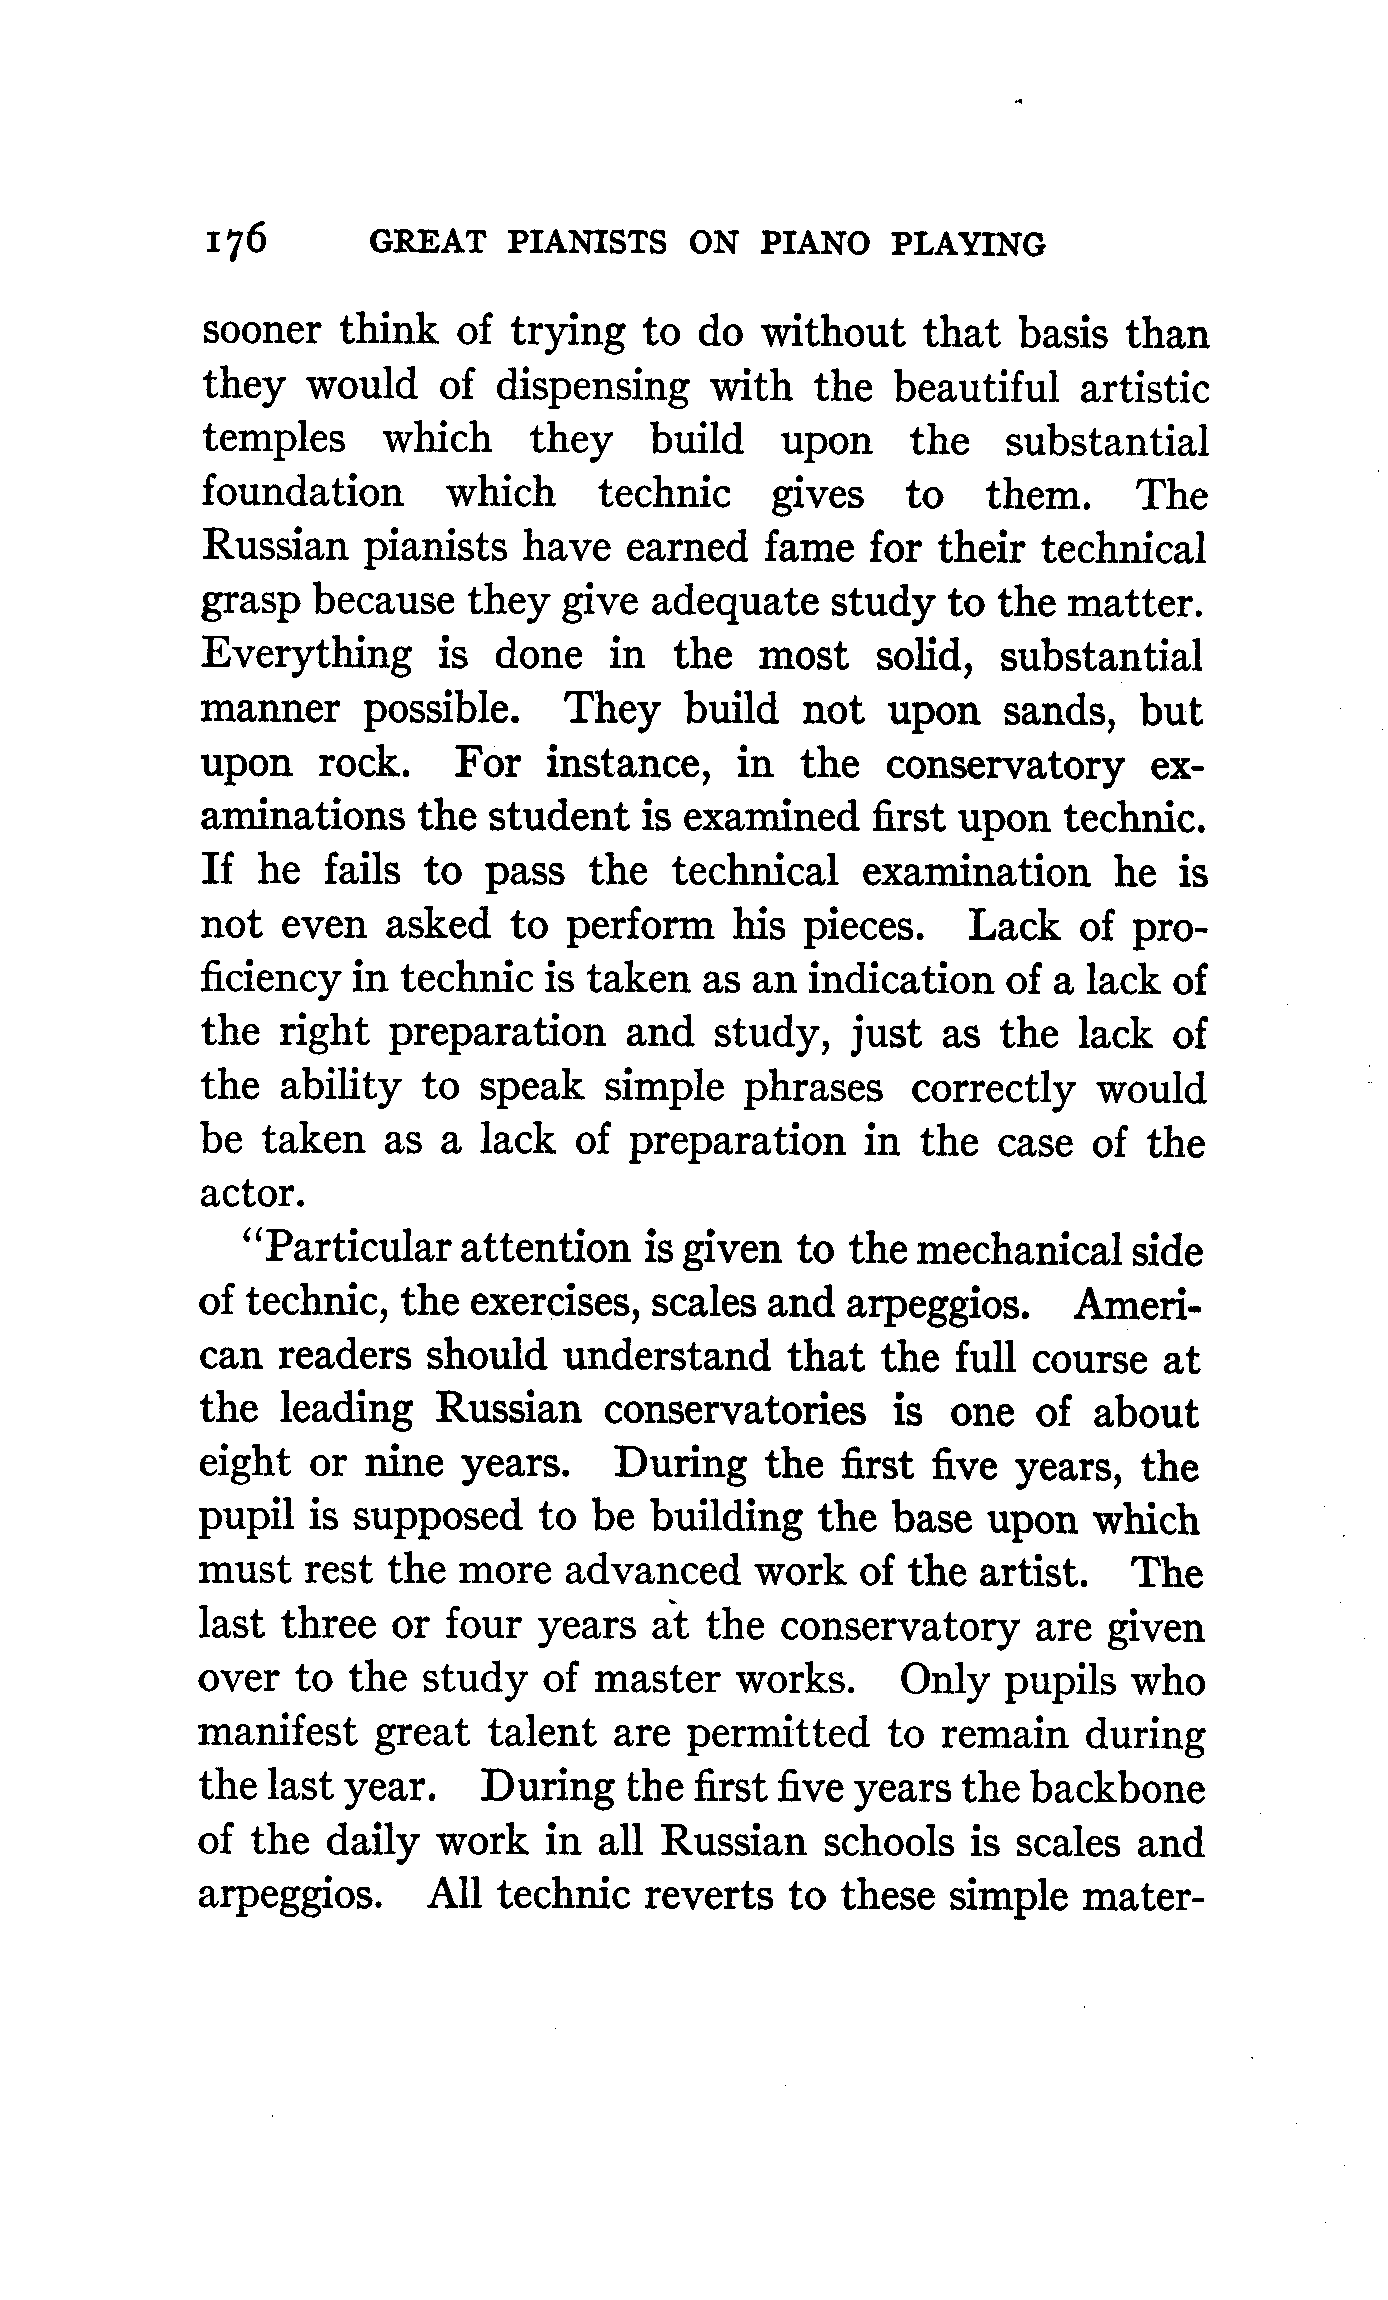 176 GREAT PIANISTS ON PIANO PLAYING
sooner think of trying to do without that basis than
they would of dispensing with the beautiful artistic
temples which they build upon the substantial
foundation which technic gives to them. The
Russian pianists have earned fame for their technical
grasp because they give adequate study to the matter.
Everything is done in the most solid, substantial
manner possible. They build not upon sands, but
upon rock. For instance, in the conservatory ex-
aminations the student is examined first upon technic.
If he fails to pass the technical examination he is
not even asked to perform his pieces. Lack of pro-
ficiency in technic is taken as an indication of a lack of
the right preparation and study, just as the lack of
the ability to speak simple phrases correctly would
be taken as a lack of preparation in the case of the
actor.
"Particular attention is given to the mechanical side
of technic, the exercises, scales and arpeggios. Ameri-
can readers should understand that the full course at
the leading Russian conservatories is one of about
eight or nine years. During the first five years, the
pupil is supposed to be building the base upon which
must rest the more advanced work of the artist. The
last three or four years at the conservatory are given
over to the study of master works. Only pupils who
manifest great talent are permitted to remain during
the last year. During the first five years the backbone
of the daily work in all Russian schools is scales and
arpeggios. All technic reverts to these simple mater-